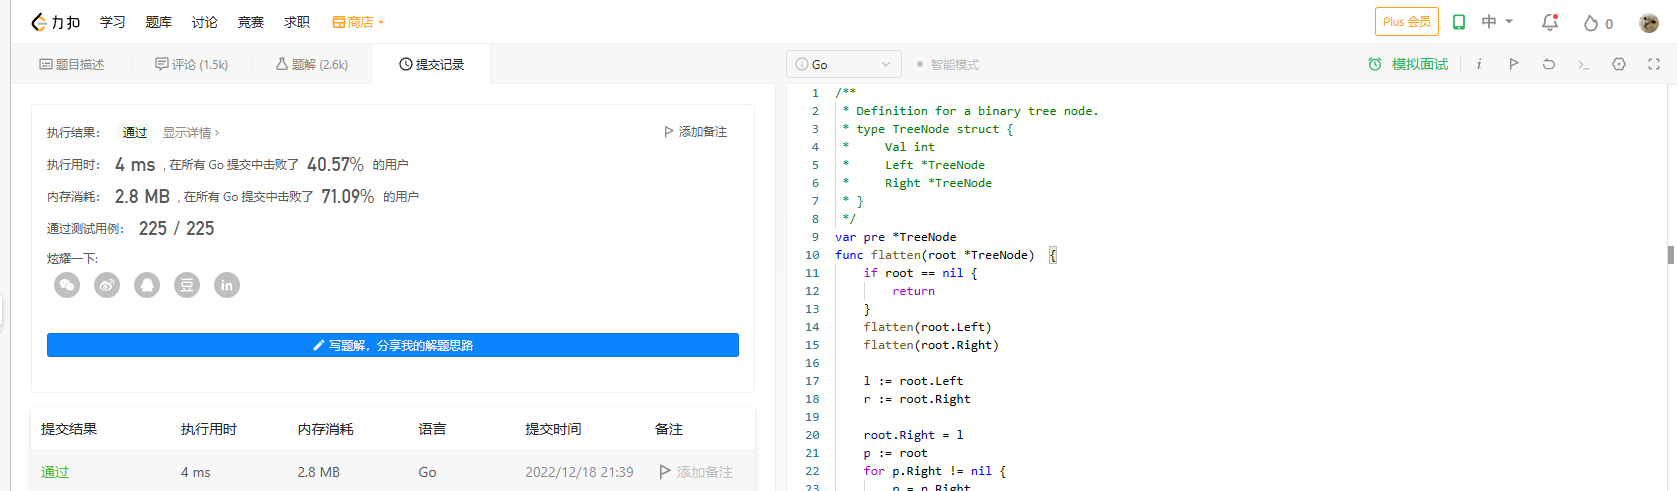 力扣 学习 题库 讨论 竞赛 求职 商店 Plus 会员 中 0
题目描述 评论 (1.5k) 题解 (2.6k) 提交记录
执行结果： 通过 显示详情 › 添加备注
执行用时： 4 ms , 在所有 Go 提交中击败了 40.57% 的用户
内存消耗： 2.8 MB , 在所有 Go 提交中击败了 71.09% 的用户
通过测试用例： 225 / 225
炫耀一下:
豆 in
写题解，分享我的解题思路
提交结果 执行用时 内存消耗 语言 提交时间 备注
通过 4 ms 2.8 MB Go 2022/12/18 21:39 添加备注
i Go 智能模式 模拟面试 i
1 /**
2 * Definition for a binary tree node.
3 * type TreeNode struct {
4 * Val int
5 * Left *TreeNode
6 * Right *TreeNode
7 * }
8 */
9 var pre *TreeNode
10 func flatten(root *TreeNode) {
11 if root == nil {
12 return
13 }
14 flatten(root.Left)
15 flatten(root.Right)
16
17 l := root.Left
18 r := root.Right
19
20 root.Right = l
21 p := root
22 for p.Right != nil {
23 p = p.Right